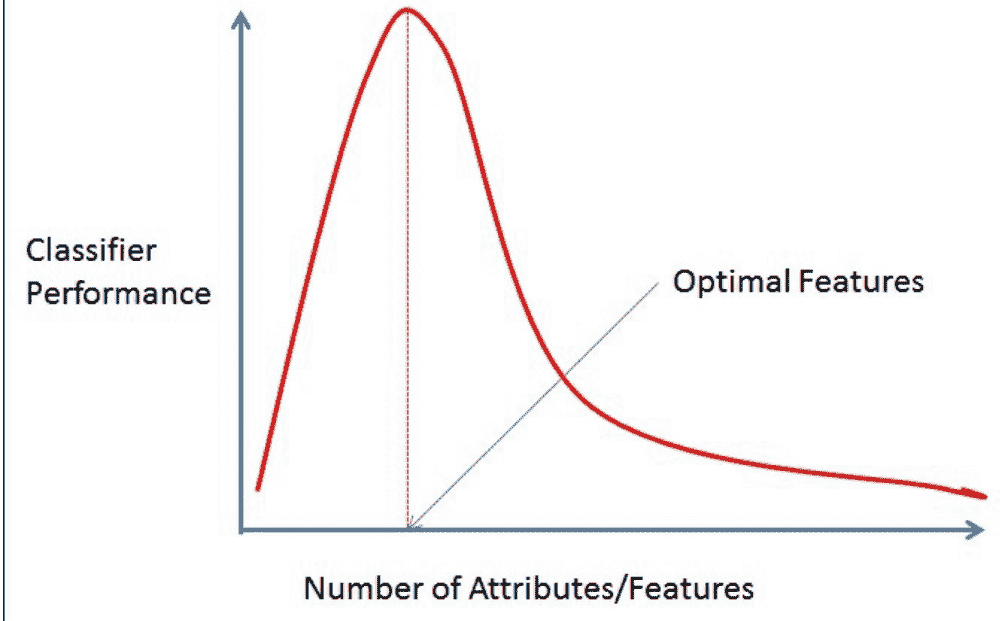 Classifier
Performance
Optimal Features
Number of Attributes/Features